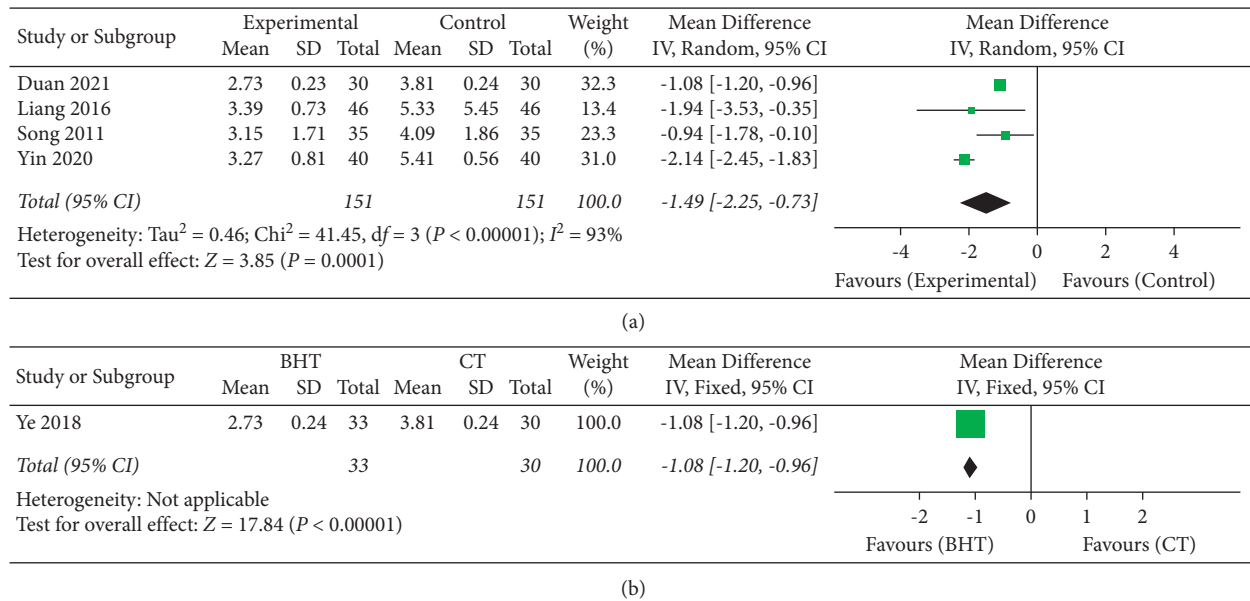 Study or Subgroup Experimental Control Weight (%) Mean Difference IV, Random, 95% CI Mean Difference IV, Random, 95% CI
Mean SD Total Mean SD Total
Duan 2021 2.73 0.23 30 3.81 0.24 30 32.3 -1.08 [-1.20, -0.96]
Liang 2016 3.39 0.73 46 5.33 5.45 46 13.4 -1.94 [-3.53, -0.35]
Song 2011 3.15 1.71 35 4.09 1.86 35 23.3 -0.94 [-1.78, -0.10]
Yin 2020 3.27 0.81 40 5.41 0.56 40 31.0 -2.14 [-2.45, -1.83]
Total (95% CI) 151 151 100.0 -1.49 [-2.25, -0.73]
Heterogeneity: Tau² = 0.46; Chi² = 41.45, df = 3 (P < 0.00001); I² = 93%
Test for overall effect: Z = 3.85 (P = 0.0001)
-4 -2 0 2 4
Favours (Experimental) Favours (Control)
(a)
Study or Subgroup BHT CT Weight (%) Mean Difference IV, Fixed, 95% CI Mean Difference IV, Fixed, 95% CI
Mean SD Total Mean SD Total
Ye 2018 2.73 0.24 33 3.81 0.24 30 100.0 -1.08 [-1.20, -0.96]
Total (95% CI) 33 30 100.0 -1.08 [-1.20, -0.96]
Heterogeneity: Not applicable
Test for overall effect: Z = 17.84 (P < 0.00001)
-2 -1 0 1 2
Favours (BHT) Favours (CT)
(b)